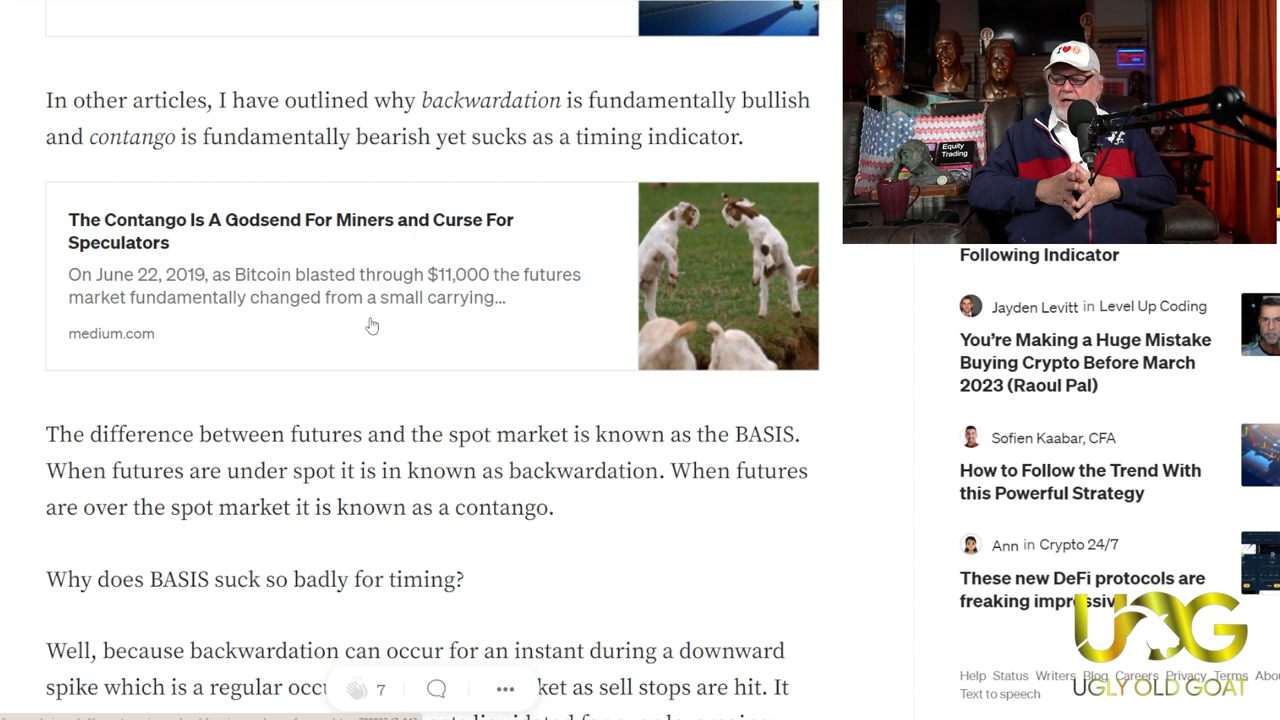 In other articles, I have outlined why backwardation is fundamentally bullish
and contango is fundamentally bearish yet sucks as a timing indicator.
The Contango Is A Godsend For Miners and Curse For
Speculators
On June 22, 2019, as Bitcoin blasted through $11,000 the futures
market fundamentally changed from a small carrying...
medium.com
The difference between futures and the spot market is known as the BASIS.
When futures are under spot it is in known as backwardation. When futures
are over the spot market it is known as a contango.
Why does BASIS suck so badly for timing?
Well, because backwardation can occur for an instant during a downward
spike which is a regular
as sell stops are hit. It
7
I
Equity
Trading
Following Indicator
Jayden Levitt in Level Up Coding
You're Making a Huge Mistake
Buying Crypto Before March
2023 (Raoul Pal)
Sofien Kaabar, CFA
How to Follow the Trend With
this Powerful Strategy
Ann in Crypto 24/7
These new DeFi protocols are
freaking
UOG
Help Status Writers Blog Careers Privacy Terms
Text to speech
UGLY OLD GOAT